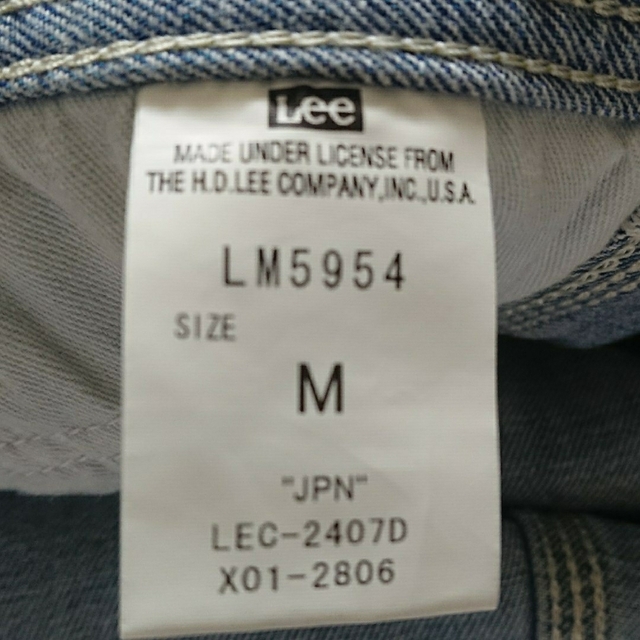 Lee
MADE UNDER LICENSE FROM
THE H.D.LEE COMPANY,INC.,U.S.A.
LM5954
SIZE
M
"JPN"
LEC-2407D
X01-2806